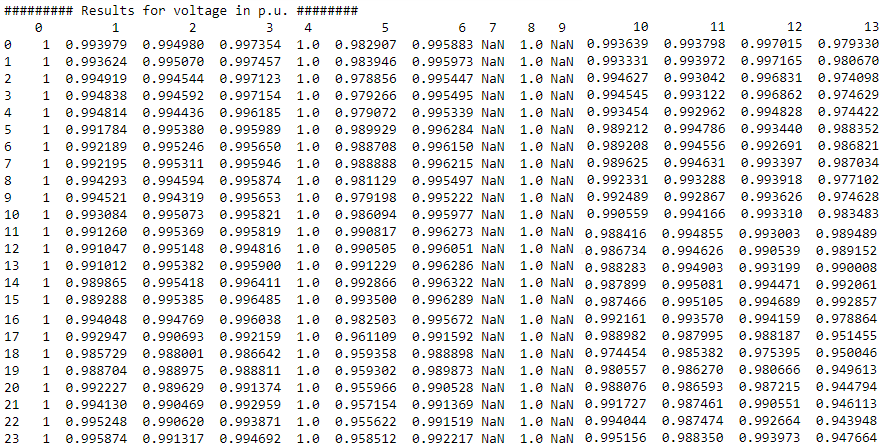 ######### Results for voltage in p.u. ########
0 1 2 3 4 5 6 7 8 9 10 11 12 13
0 1 0.993979 0.994980 0.997354 1.0 0.982907 0.995883 NaN 1.0 NaN 0.993639 0.993798 0.997015 0.979330
1 1 0.993624 0.995070 0.997457 1.0 0.983946 0.995973 NaN 1.0 NaN 0.993331 0.993972 0.997165 0.980670
2 1 0.994919 0.994544 0.997123 1.0 0.978856 0.995447 NaN 1.0 NaN 0.994627 0.993042 0.996831 0.974098
3 1 0.994838 0.994592 0.997154 1.0 0.979266 0.995495 NaN 1.0 NaN 0.994545 0.993122 0.996862 0.974629
4 1 0.994814 0.994436 0.996185 1.0 0.979072 0.995339 NaN 1.0 NaN 0.993454 0.992962 0.994828 0.974422
5 1 0.991784 0.995380 0.995989 1.0 0.989929 0.996284 NaN 1.0 NaN 0.989212 0.994786 0.993440 0.988352
6 1 0.992189 0.995246 0.995650 1.0 0.988708 0.996150 NaN 1.0 NaN 0.989208 0.994556 0.992691 0.986821
7 1 0.992195 0.995311 0.995946 1.0 0.988888 0.996215 NaN 1.0 NaN 0.989625 0.994631 0.993397 0.987034
8 1 0.994293 0.994594 0.995874 1.0 0.981129 0.995497 NaN 1.0 NaN 0.992331 0.993288 0.993918 0.977102
9 1 0.994521 0.994319 0.995653 1.0 0.979198 0.995222 NaN 1.0 NaN 0.992489 0.992867 0.993626 0.974628
10 1 0.993084 0.995073 0.995821 1.0 0.986094 0.995977 NaN 1.0 NaN 0.990559 0.994166 0.993310 0.983483
11 1 0.991260 0.995369 0.995819 1.0 0.990817 0.996273 NaN 1.0 NaN 0.988416 0.994855 0.993003 0.989489
12 1 0.991047 0.995148 0.994816 1.0 0.990505 0.996051 NaN 1.0 NaN 0.986734 0.994626 0.990539 0.989152
13 1 0.991012 0.995382 0.995900 1.0 0.991229 0.996286 NaN 1.0 NaN 0.988283 0.994903 0.993199 0.990008
14 1 0.989865 0.995418 0.996411 1.0 0.992866 0.996322 NaN 1.0 NaN 0.987899 0.995081 0.994471 0.992061
15 1 0.989288 0.995385 0.996485 1.0 0.993500 0.996289 NaN 1.0 NaN 0.987466 0.995105 0.994689 0.992857
16 1 0.994048 0.994769 0.996038 1.0 0.982503 0.995672 NaN 1.0 NaN 0.992161 0.993570 0.994159 0.978864
17 1 0.992947 0.990693 0.992159 1.0 0.961109 0.991592 NaN 1.0 NaN 0.988982 0.987995 0.988187 0.951455
18 1 0.985729 0.988001 0.986642 1.0 0.959358 0.988898 NaN 1.0 NaN 0.974454 0.985382 0.975395 0.950046
19 1 0.988704 0.988975 0.988811 1.0 0.959302 0.989873 NaN 1.0 NaN 0.980557 0.986270 0.980666 0.949613
20 1 0.992227 0.989629 0.991374 1.0 0.955966 0.990528 NaN 1.0 NaN 0.988076 0.986593 0.987215 0.944794
21 1 0.994130 0.990469 0.992959 1.0 0.957154 0.991369 NaN 1.0 NaN 0.991727 0.987461 0.990551 0.946113
22 1 0.995248 0.990620 0.993871 1.0 0.955622 0.991519 NaN 1.0 NaN 0.994044 0.987474 0.992664 0.943948
23 1 0.995874 0.991317 0.994692 1.0 0.958512 0.992217 NaN 1.0 NaN 0.995156 0.988350 0.993973 0.947664